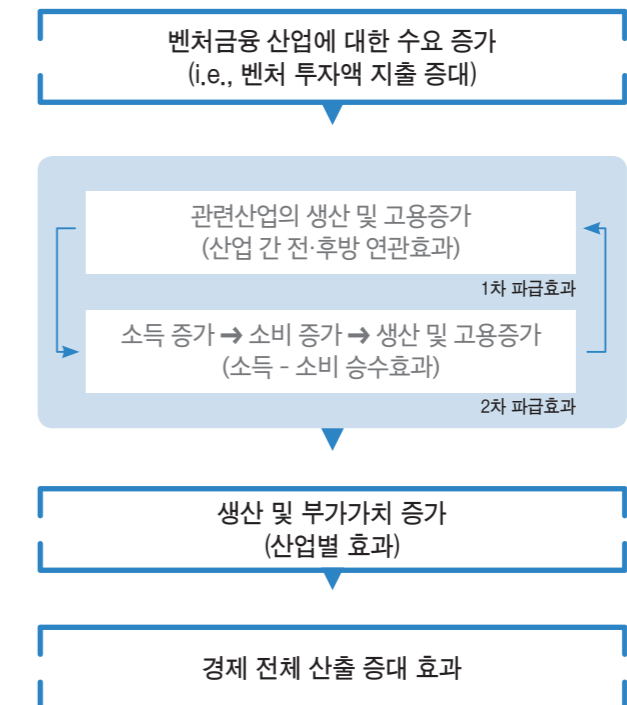 벤처금융 산업에 대한 수요 증가
(i.e., 벤처 투자액 지출 증대)
관련산업의 생산 및 고용증가
(산업 간 전·후방 연관효과)
1차 파급효과
소득 증가 → 소비 증가 → 생산 및 고용증가
(소득 - 소비 승수효과)
2차 파급효과
생산 및 부가가치 증가
(산업별 효과)
경제 전체 산출 증대 효과